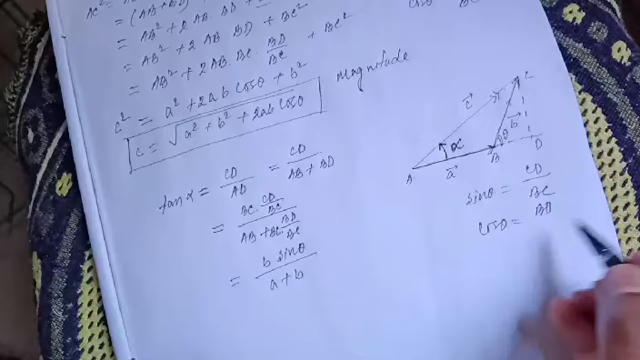 = (AB+BD)
= AB² + 2 AB · BD + BC²
= AB² + 2 AB · BC · BD/BC + BC²
c² = a² + 2ab cosθ + b²
c = √a² + b² + 2ab cosθ
Magnitude
tanα = CD/AD = CD/AB + BD
= BC · CD/BC / AB + BC · BD/BC
= b sinθ / a + b
A B C D
a⃗ b⃗ c⃗ α θ
sinθ = CD/BC
cosθ = BD